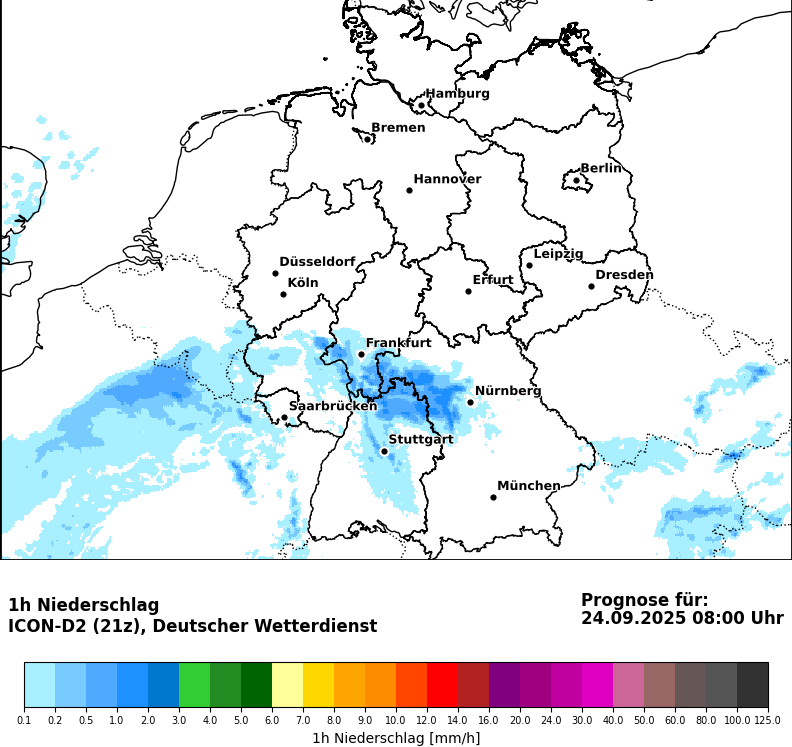 Hamburg
Bremen
Berlin
Hannover
Leipzig
Düsseldorf
Dresden
Köln
Erfurt
Frankfurt
Nürnberg
Saarbrücken
Stuttgart
München
1h Niederschlag
ICON-D2 (21z), Deutscher Wetterdienst
Prognose für:
24.09.2025 08:00 Uhr
0.1 0.2 0.5 1.0 2.0 3.0 4.0 5.0 6.0 7.0 8.0 9.0 10.0 12.0 14.0 16.0 20.0 24.0 30.0 40.0 50.0 60.0 80.0 100.0 125.0
1h Niederschlag [mm/h]